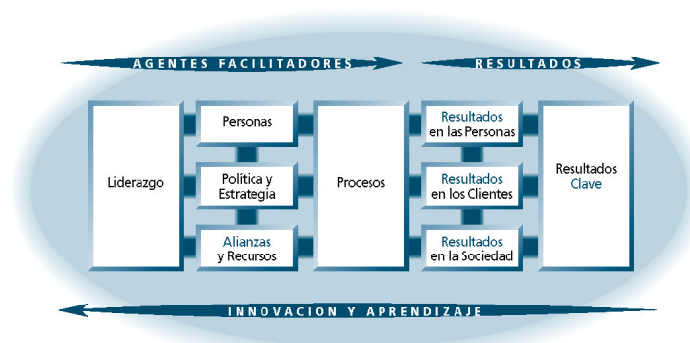 AGENTES FACILITADORES
RESULTADOS
Liderazgo
Personas
Política y
Estrategia
Alianzas
y Recursos
Procesos
Resultados
en las Personas
Resultados
en los Clientes
Resultados
en la Sociedad
Resultados
Clave
INNOVACION Y APRENDIZAJE